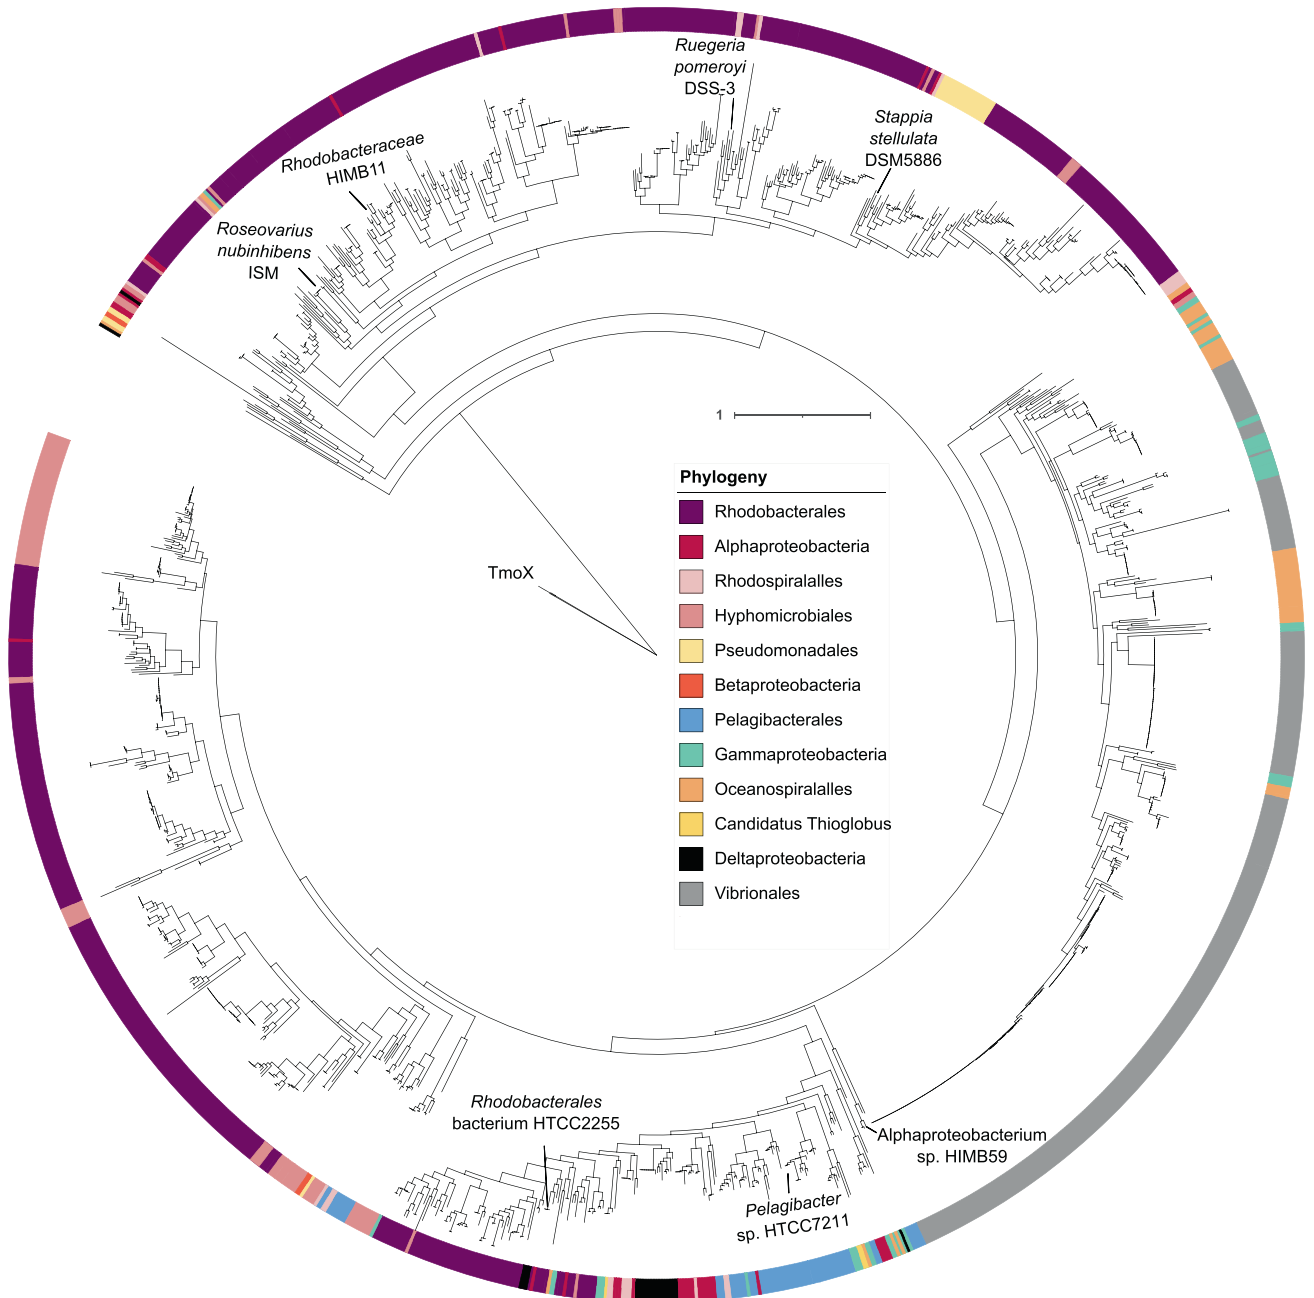 Ruegeria
pomeroyi
DSS-3
Stappia
stellulata
DSM5886
Rhodobacteraceae
HIMB11
Roseovarius
nubinhibens
ISM
1
Phylogeny
Rhodobacterales
Alphaproteobacteria
Rhodospiralalles
Hyphomicrobiales
Pseudomonadales
Betaproteobacteria
Pelagibacterales
Gammaproteobacteria
Oceanospiralalles
Candidatus Thioglobus
Deltaproteobacteria
Vibrionales
TmoX
Rhodobacterales
bacterium HTCC2255
Alphaproteobacterium
sp. HIMB59
Pelagibacter
sp. HTCC7211